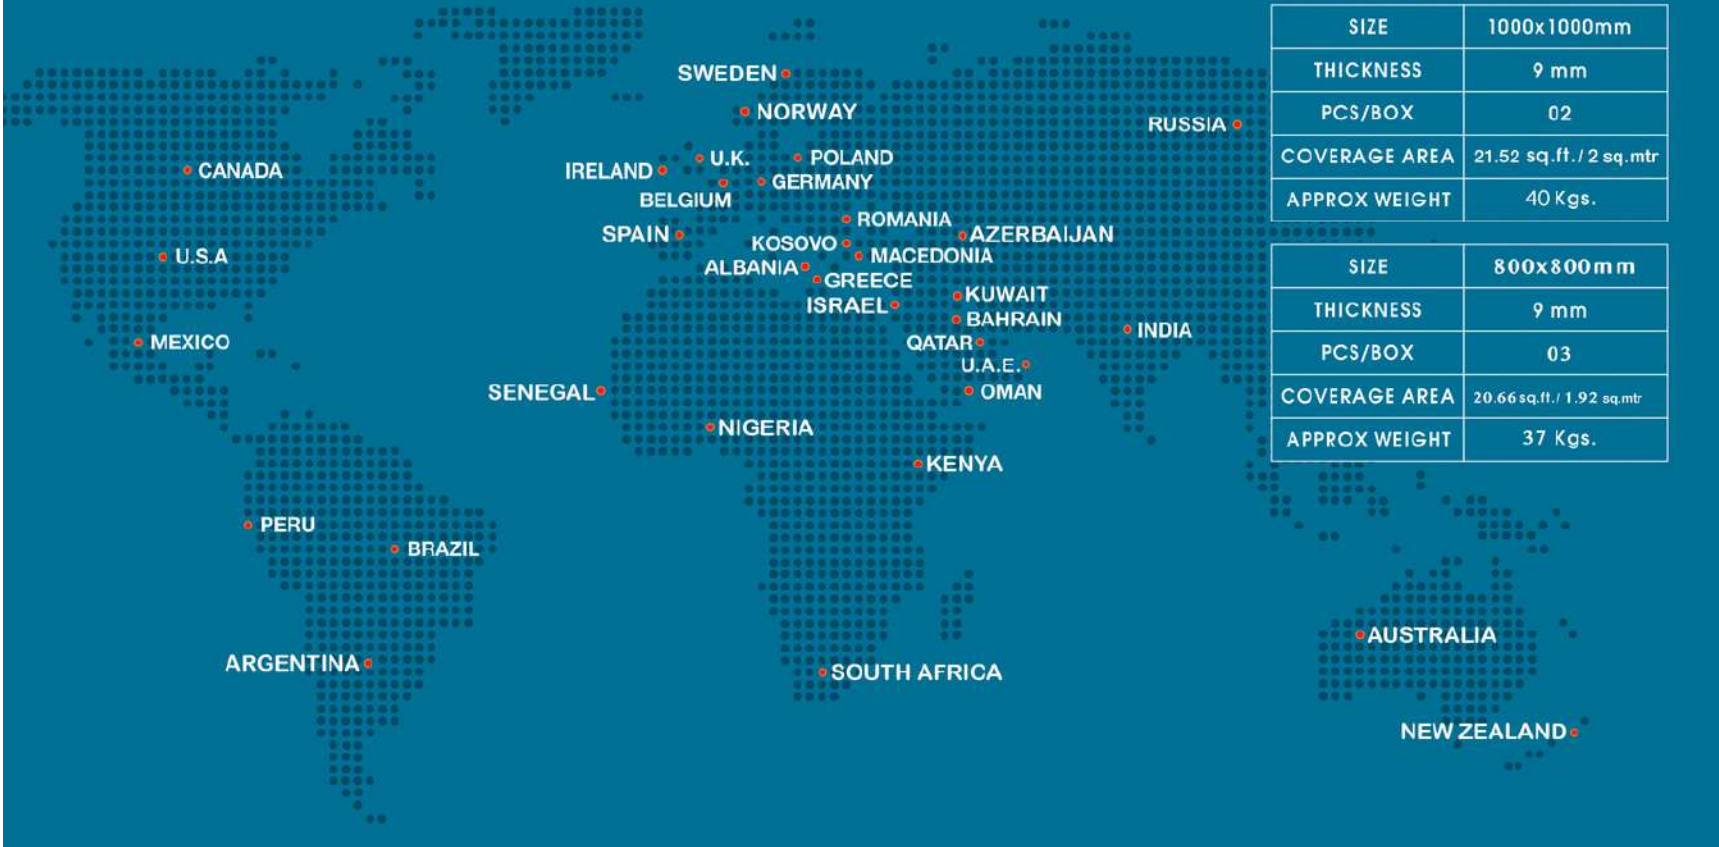 SWEDEN
NORWAY
RUSSIA
U.K.
POLAND
IRELAND
GERMANY
CANADA
BELGIUM
ROMANIA
SPAIN
AZERBAIJAN
KOSOVO
MACEDONIA
U.S.A
ALBANIA
GREECE
ISRAEL
KUWAIT
BAHRAIN
INDIA
MEXICO
QATAR
U.A.E.
SENEGAL
OMAN
NIGERIA
KENYA
PERU
BRAZIL
AUSTRALIA
ARGENTINA
SOUTH AFRICA
NEW ZEALAND
SIZE 1000x1000mm
THICKNESS 9 mm
PCS/BOX 02
COVERAGE AREA 21.52 sq.ft./ 2 sq.mtr
APPROX WEIGHT 40 Kgs.
SIZE 800x800mm
THICKNESS 9 mm
PCS/BOX 03
COVERAGE AREA 20.66 sq.ft./ 1.92 sq.mtr
APPROX WEIGHT 37 Kgs.